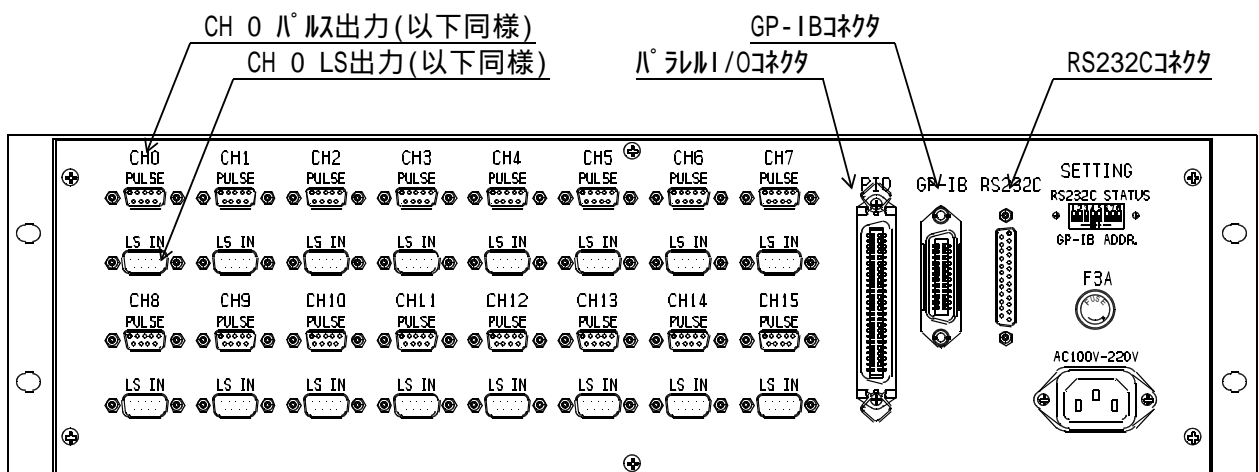 CH 0 ﾊﾟﾙｽ出力(以下同様)
CH 0 LS出力(以下同様)
GP-IBｺﾈｸﾀ
ﾊﾟﾗﾚﾙI/Oｺﾈｸﾀ
RS232Cｺﾈｸﾀ
CH0 CH1 CH2 CH3 CH4 CH5 CH6 CH7
PULSE PULSE PULSE PULSE PULSE PULSE PULSE PULSE
LS IN LS IN LS IN LS IN LS IN LS IN LS IN LS IN
CH8 CH9 CH10 CH11 CH12 CH13 CH14 CH15
PULSE PULSE PULSE PULSE PULSE PULSE PULSE PULSE
LS IN LS IN LS IN LS IN LS IN LS IN LS IN LS IN
PIO GP-IB RS232C
SETTING
RS232C STATUS
GP-IB ADDR.
F3A
FUSE
AC100V-220V